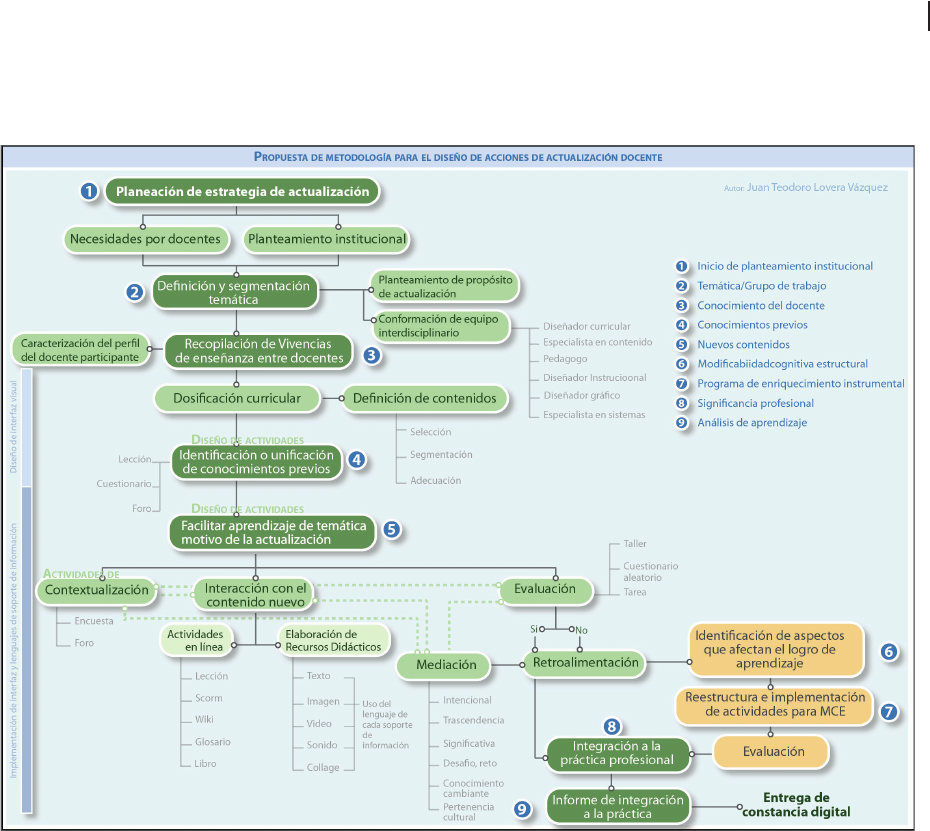 PROPUESTA DE METODOLOGÍA PARA EL DISEÑO DE ACCIONES DE ACTUALIZACIÓN DOCENTE
Autor: Juan Teodoro Lovera Vázquez
1 Planeación de estrategia de actualización
Necesidades por docentes
Planteamiento institucional
2 Definición y segmentación
temática
Planteamiento de propósito
de actualización
Conformación de equipo
interdisciplinario
Diseñador curricular
Especialista en contenido
Pedagogo
Diseñador Instrucioonal
Diseñador gráfico
Especialista en sistemas
1 Inicio de planteamiento institucional
2 Temática/Grupo de trabajo
3 Conocimiento del docente
4 Conocimientos previos
5 Nuevos contenidos
6 Modificabiidadcognitiva estructural
7 Programa de enriquecimiento instrumental
8 Significancia profesional
9 Análisis de aprendizaje
Caracterización del perfil
del docente participante
Recopilación de Vivencias
de enseñanza entre docentes
3
Dosificación curricular
Definición de contenidos
Selección
Segmentación
Adecuación
DISEÑO DE ACTIVIDADES
Identificación o unificación
de conocimientos previos
4
Lección
Cuestionario
Foro
DISEÑO DE ACTIVIDADES
Facilitar aprendizaje de temática
motivo de la actualización
5
Diseño de interfaz visual
Implementación de interfaz y lenguajes de soporte de información
ACTIVIDADES DE
Contextualización
Encuesta
Foro
Interacción con el
contenido nuevo
Evaluación
Taller
Cuestionario
aleatorio
Tarea
Actividades
en línea
Lección
Scorm
Wiki
Glosario
Libro
Elaboración de
Recursos Didácticos
Texto
Imagen
Video
Sonido
Collage
Uso del
lenguaje de
cada soporte
de
información
Mediación
Intencional
Trascendencia
Significativa
Desafio, reto
Conocimiento
cambiante
Pertenencia
cultural
Si
No
Retroalimentación
Identificación de aspectos
que afectan el logro de
aprendizaje
6
Reestructura e implementación
de actividades para MCE
7
Evaluación
8
Integración a la
práctica profesional
9
Informe de integración
a la práctica
Entrega de
constancia digital